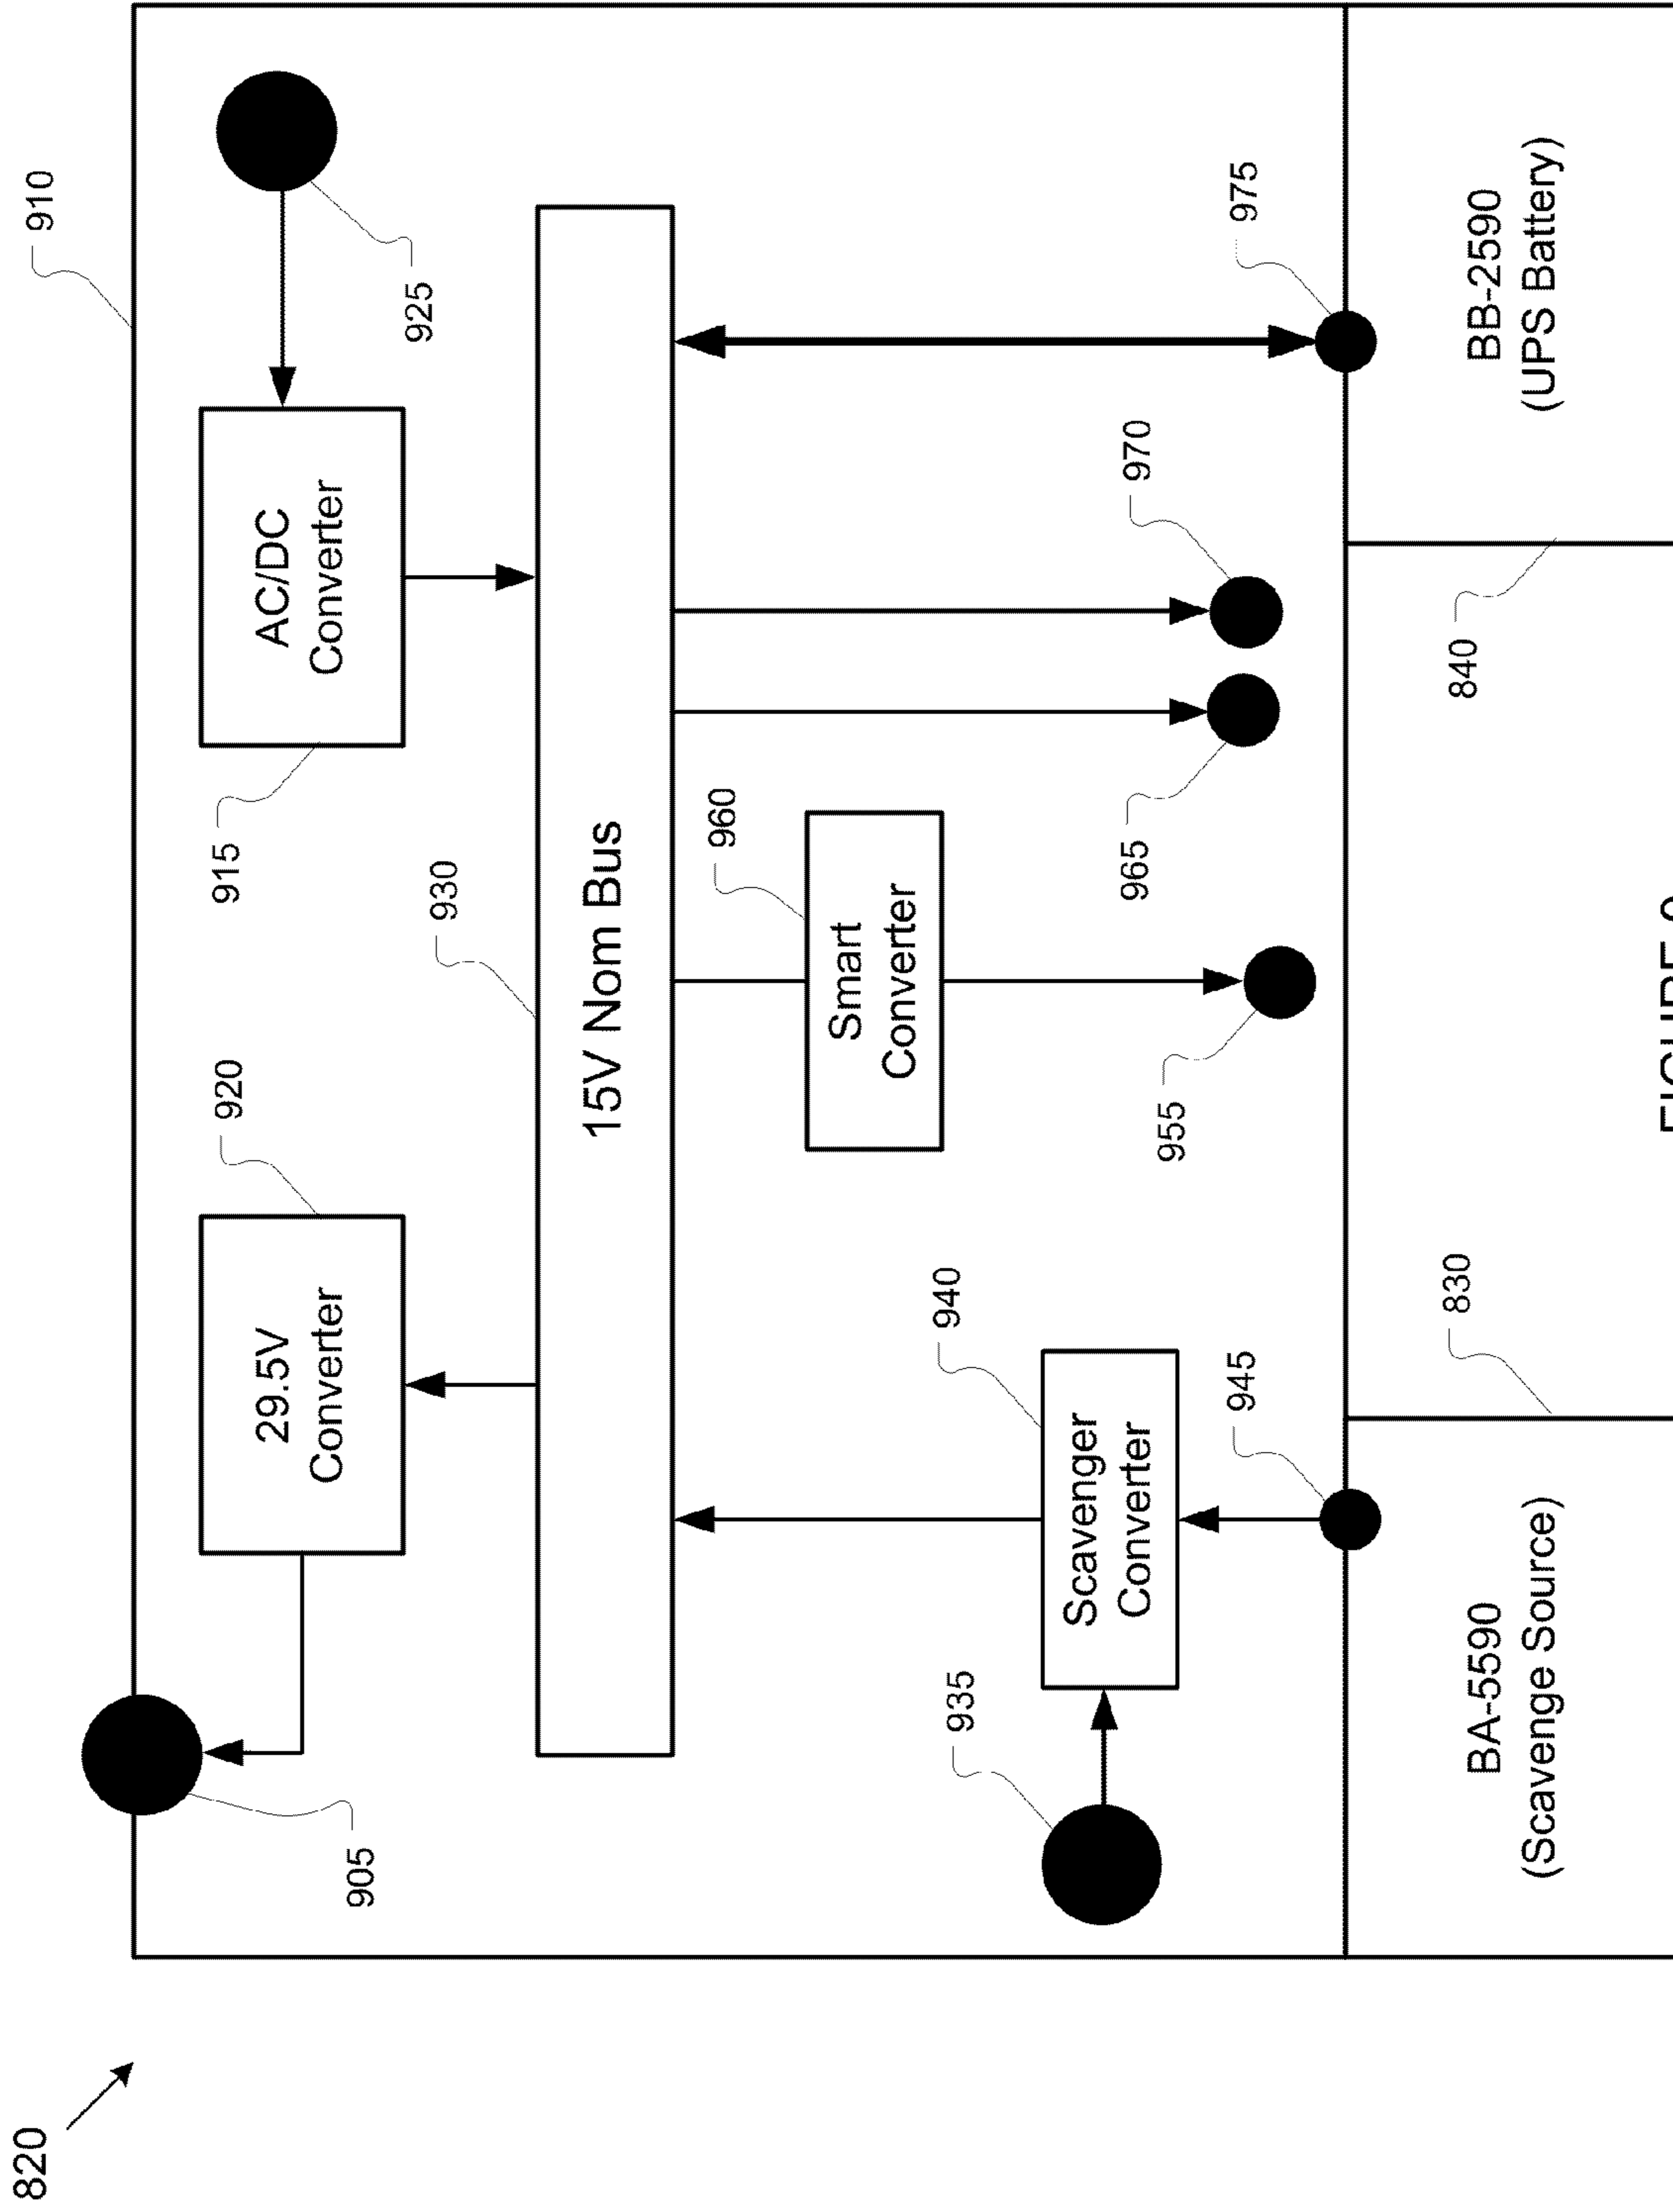 820
910
920
915
29.5V
Converter
AC/DC
Converter
905
925
930
15V Nom Bus
960
Smart
Converter
935
940
Scavenger
Converter
955
965
970
945
975
830
840
BA-5590
(Scavenge Source)
BB-2590
(UPS Battery)
FIGURE